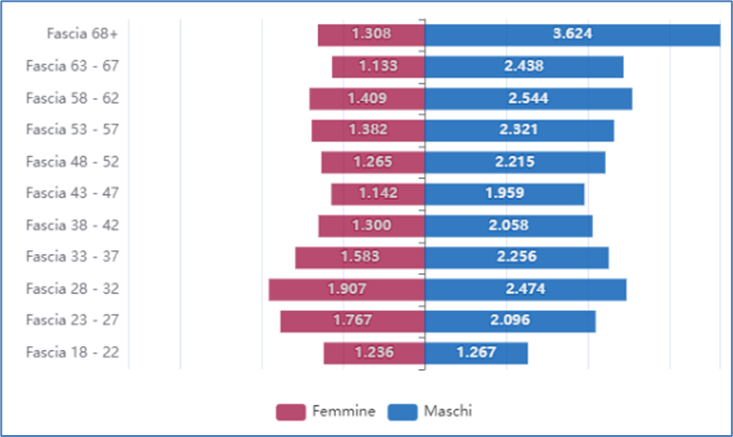 Fascia 68+ 1.308 3.624
Fascia 63 - 67 1.133 2.438
Fascia 58 - 62 1.409 2.544
Fascia 53 - 57 1.382 2.321
Fascia 48 - 52 1.265 2.215
Fascia 43 - 47 1.142 1.959
Fascia 38 - 42 1.300 2.058
Fascia 33 - 37 1.583 2.256
Fascia 28 - 32 1.907 2.474
Fascia 23 - 27 1.767 2.096
Fascia 18 - 22 1.236 1.267
Femmine Maschi